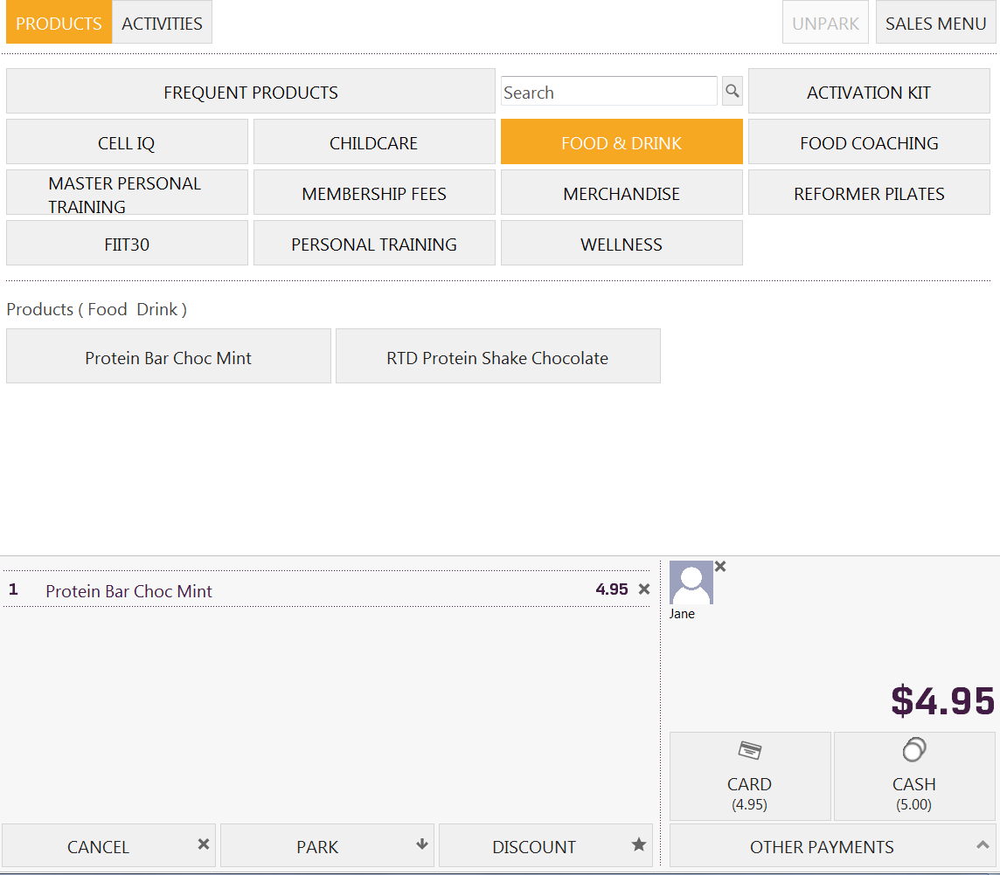 PRODUCTS ACTIVITIES UNPARK SALES MENU
FREQUENT PRODUCTS Search ACTIVATION KIT
CELL IQ CHILDCARE FOOD & DRINK FOOD COACHING
MASTER PERSONAL
TRAINING MEMBERSHIP FEES MERCHANDISE REFORMER PILATES
FIIT30 PERSONAL TRAINING WELLNESS
Products ( Food  Drink )
Protein Bar Choc Mint RTD Protein Shake Chocolate
1 Protein Bar Choc Mint 4.95
Jane
$4.95
CARD CASH
(4.95) (5.00)
CANCEL PARK DISCOUNT OTHER PAYMENTS